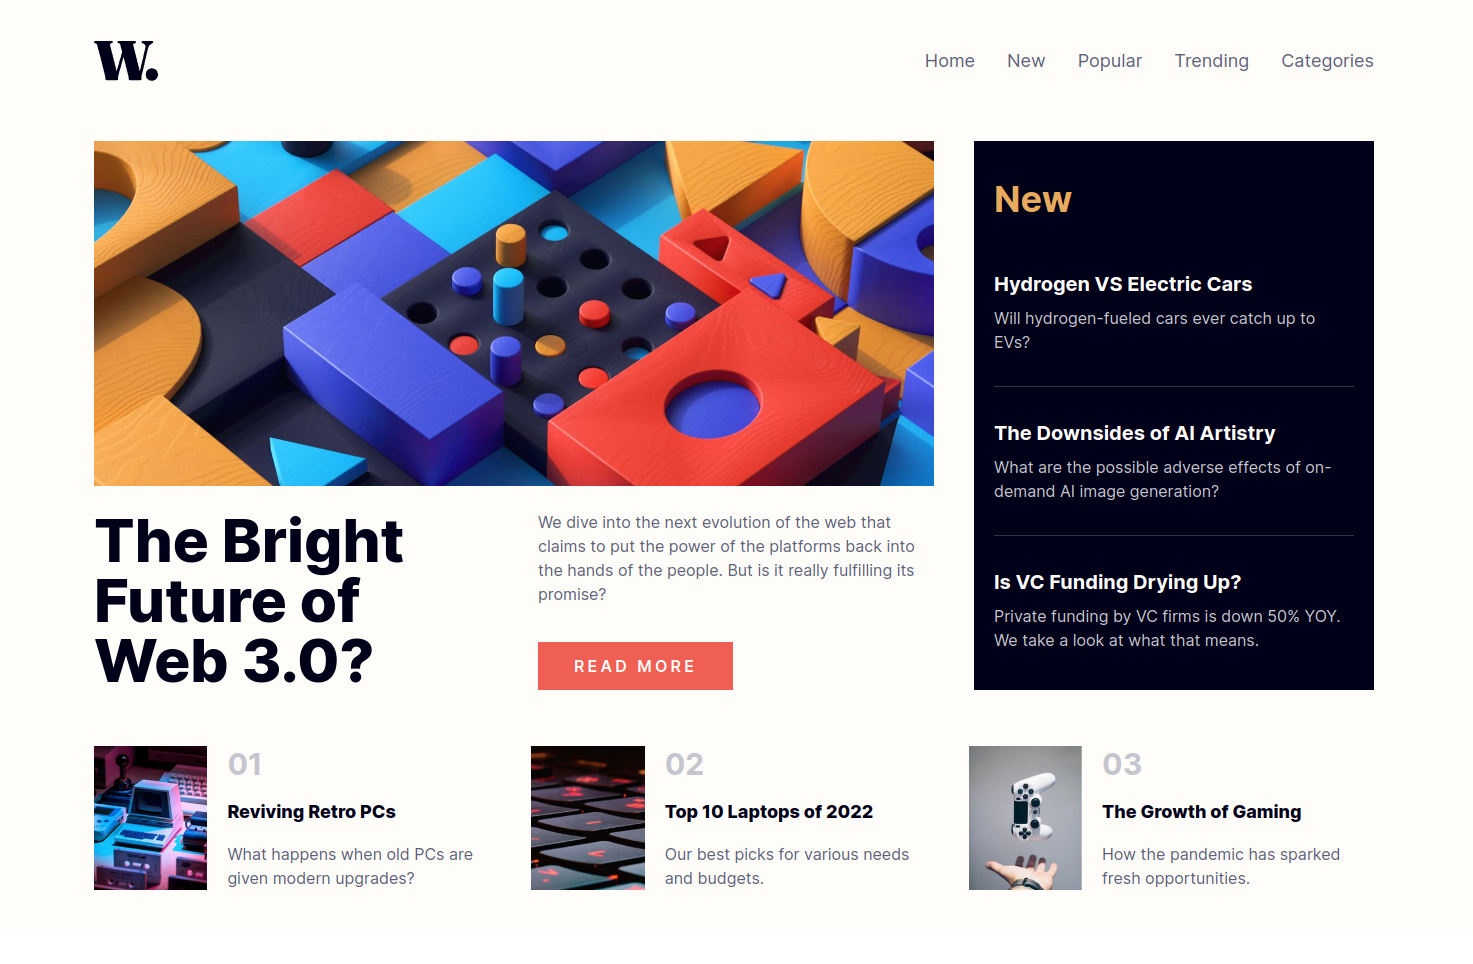 W.
Home New Popular Trending Categories
New
Hydrogen VS Electric Cars
Will hydrogen-fueled cars ever catch up to
EVs?
The Downsides of AI Artistry
What are the possible adverse effects of on-
demand AI image generation?
Is VC Funding Drying Up?
Private funding by VC firms is down 50% YOY.
We take a look at what that means.
The Bright
Future of
Web 3.0?
We dive into the next evolution of the web that
claims to put the power of the platforms back into
the hands of the people. But is it really fulfilling its
promise?
READ MORE
01
Reviving Retro PCs
What happens when old PCs are
given modern upgrades?
02
Top 10 Laptops of 2022
Our best picks for various needs
and budgets.
03
The Growth of Gaming
How the pandemic has sparked
fresh opportunities.